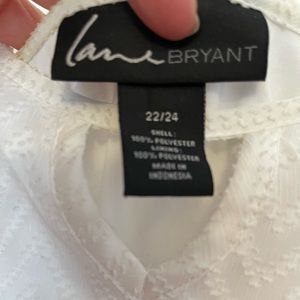 lane BRYANT
22/24
SHELL:
100% POLYESTER
LINING:
100% POLYESTER
MADE IN
INDONESIA